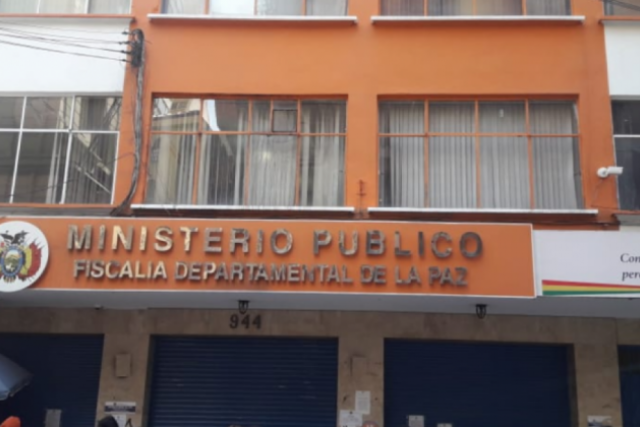 MINISTERIO PUBLICO
FISCALIA DEPARTAMENTAL DE LA PAZ
944